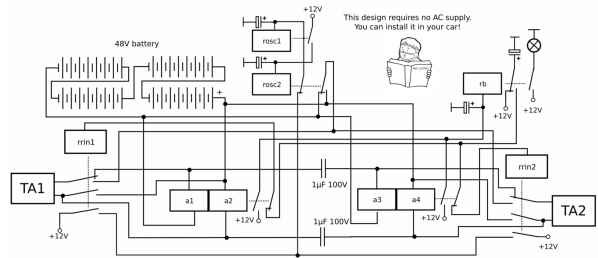 +12V
This design requires no AC supply.
You can install it in your car!
48V battery
rosc1
rosc2
rb
+
+12V
+12V
rrin1
rrin2
TA1
1µF 100V
a1
a2
a3
a4
TA2
+12V
1µF 100V
+12V
+12V
+12V